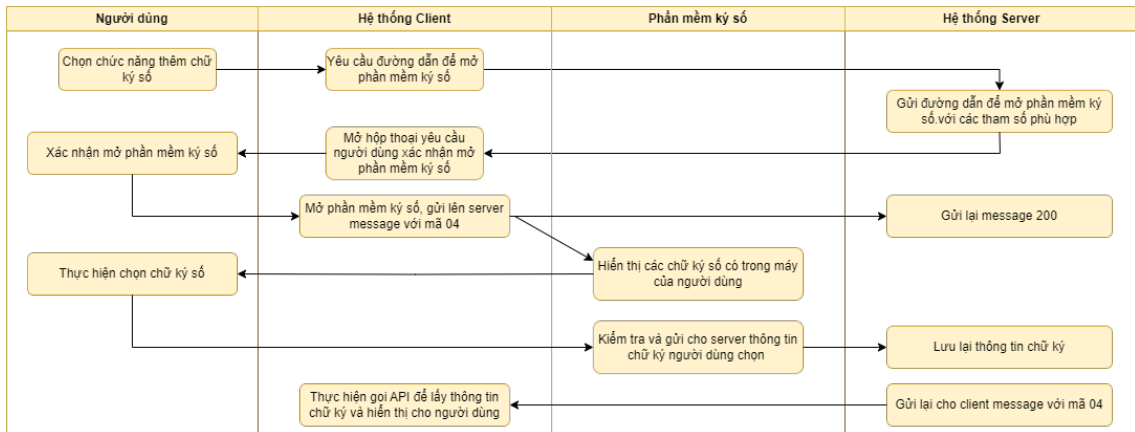 Người dùng
Hệ thống Client
Phần mềm ký số
Hệ thống Server
Chọn chức năng thêm chữ
ký số
Yêu cầu đường dẫn để mở
phần mềm ký số
Gửi đường dẫn để mở phần mềm ký
số.với các tham số phù hợp
Xác nhận mở phần mềm ký số
Mở hộp thoại yêu cầu
người dùng xác nhận mở
phần mềm ký số
Mở phần mềm ký số, gửi lên server
message với mã 04
Gửi lại message 200
Thực hiện chọn chữ ký số
Hiển thị các chữ ký số có trong máy
của người dùng
Kiểm tra và gửi cho server thông tin
chữ ký người dùng chọn
Lưu lại thông tin chữ ký
Thực hiện goi API để lấy thông tin
chữ ký và hiển thị cho người dùng
Gửi lại cho client message với mã 04